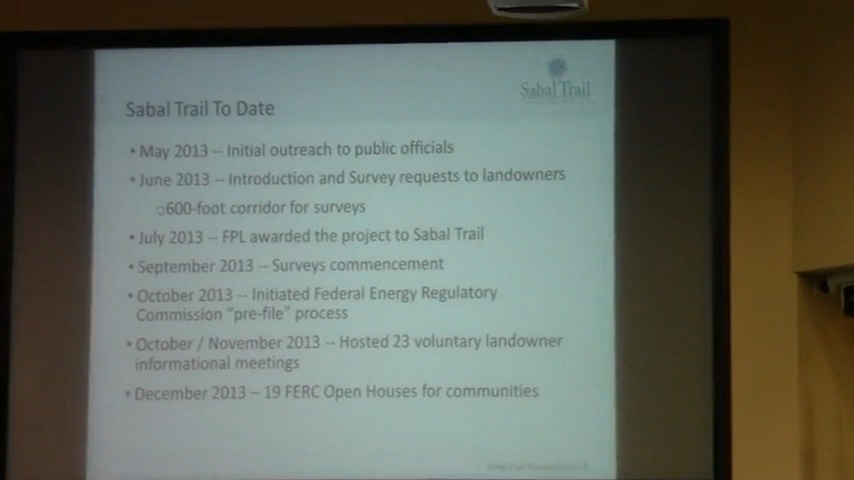 Sabal Trail
Sabal Trail To Date
• May 2013 -- Initial outreach to public officials
• June 2013 -- Introduction and Survey requests to landowners
o600-foot corridor for surveys
• July 2013 -- FPL awarded the project to Sabal Trail
• September 2013 -- Surveys commencement
• October 2013 -- Initiated Federal Energy Regulatory
Commission "pre-file" process
• October / November 2013 -- Hosted 23 voluntary landowner
informational meetings
• December 2013 – 19 FERC Open Houses for communities